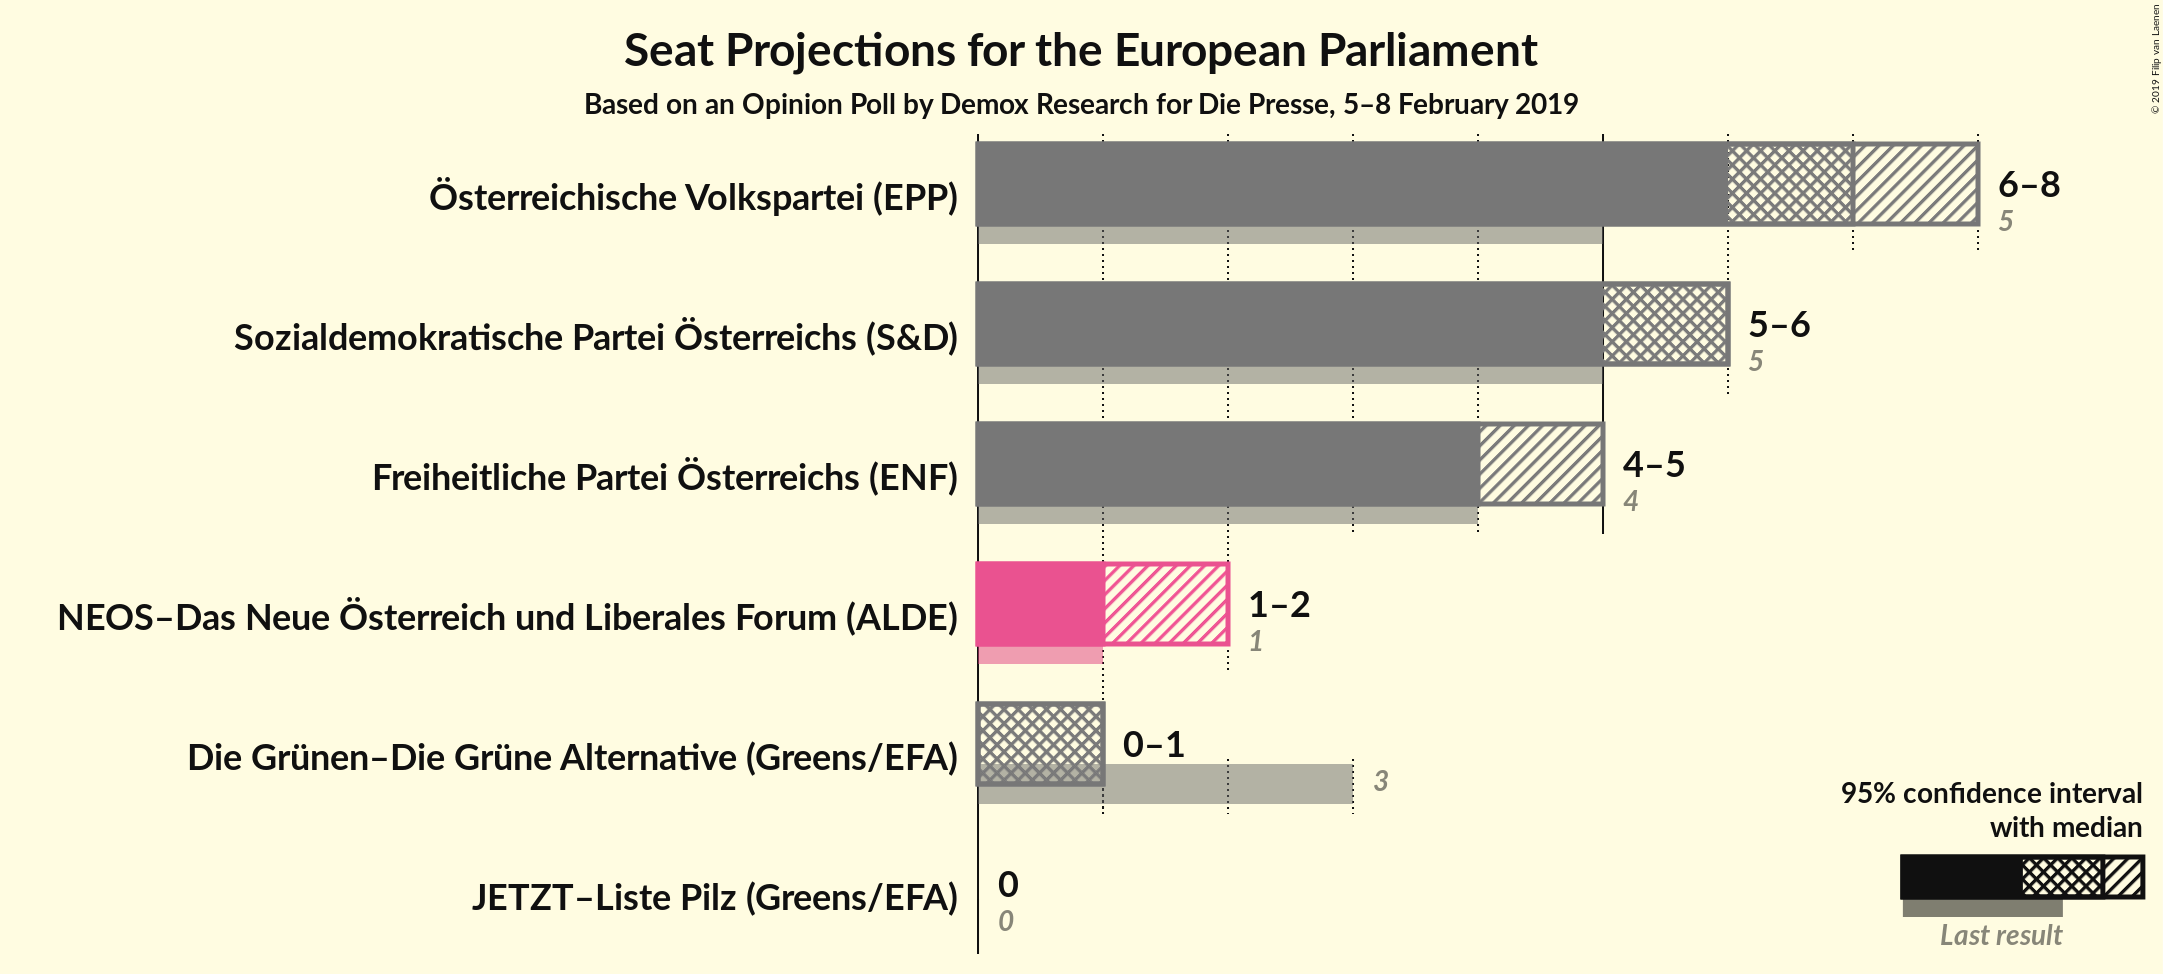 Seat Projections for the European Parliament
Based on an Opinion Poll by Demox Research for Die Presse, 5–8 February 2019
© 2019 Filip van Laenen
Österreichische Volkspartei (EPP)
6–8
5
Sozialdemokratische Partei Österreichs (S&D)
5–6
5
Freiheitliche Partei Österreichs (ENF)
4–5
4
NEOS–Das Neue Österreich und Liberales Forum (ALDE)
1–2
1
Die Grünen–Die Grüne Alternative (Greens/EFA)
0–1
3
JETZT–Liste Pilz (Greens/EFA)
0
0
95% confidence interval
with median
Last result